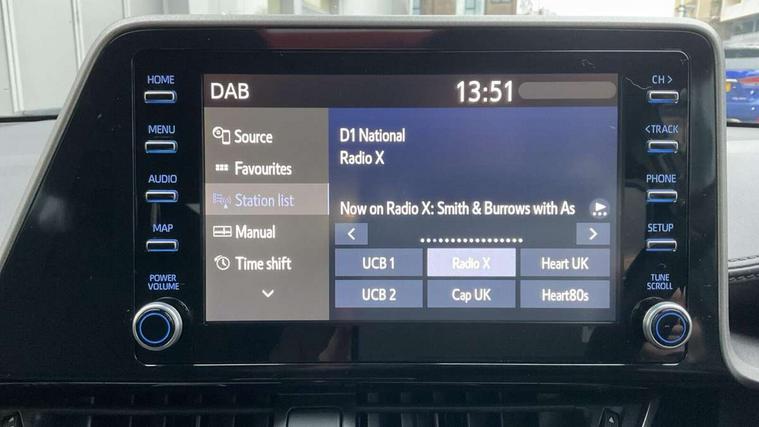 HOME
MENU
AUDIO
MAP
POWER
VOLUME
DAB
13:51
Source
Favourites
Station list
Manual
Time shift
D1 National
Radio X
Now on Radio X: Smith & Burrows with As
UCB 1
Radio X
Heart UK
UCB 2
Cap UK
Heart80s
CH >
< TRACK
PHONE
SETUP
TUNE
SCROLL